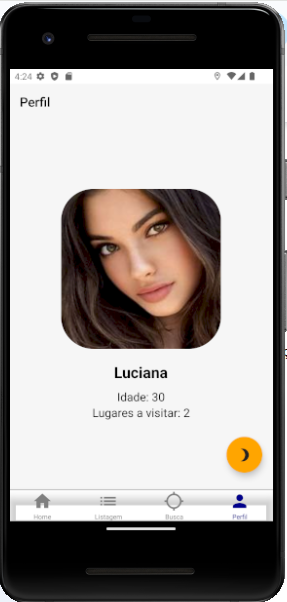 4:24
Perfil
Luciana
Idade: 30
Lugares a visitar: 2
Home
Listagem
Busca
Perfil